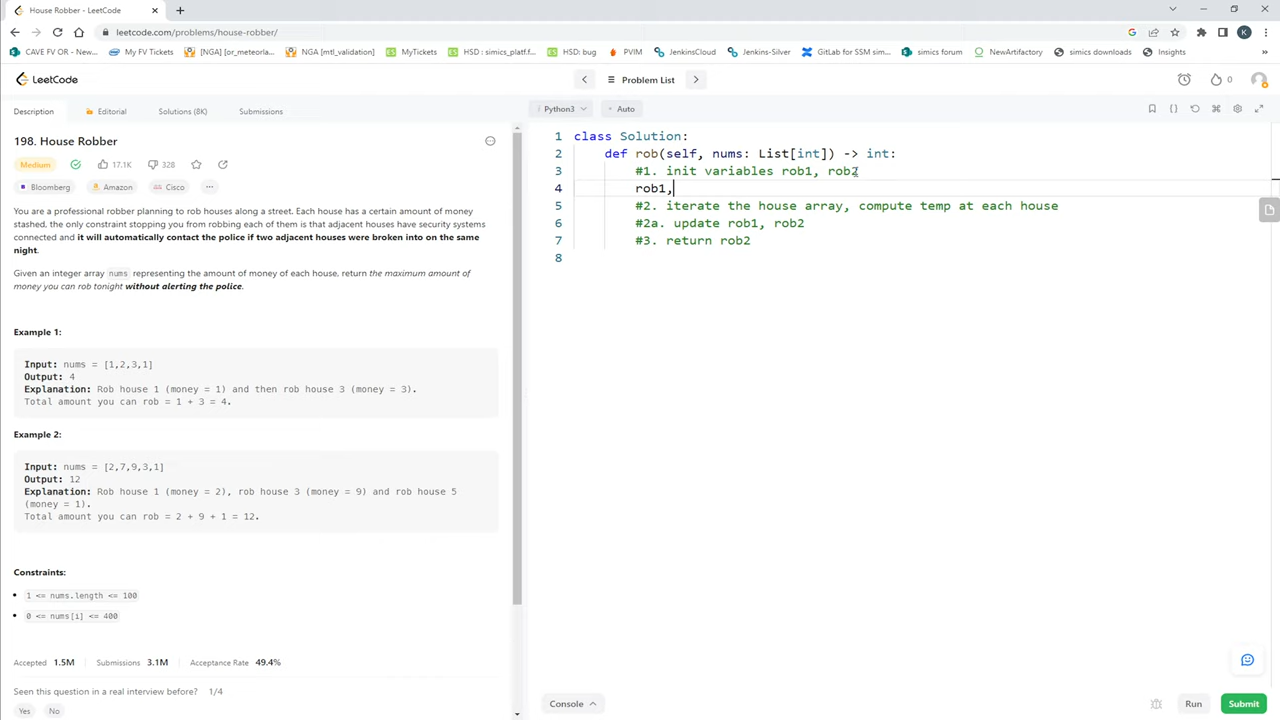 House Robber - LeetCode
leetcode.com/problems/house-robber/
CAVE FV OR - New...
My FV Tickets
[NGA] [or_meteorla...
NGA [mtl_validation]
MyTickets
HSD : simics_platf...
HSD: bug
PVIM
JenkinsCloud
Jenkins-Silver
GitLab for SSM sim...
simics forum
NewArtifactory
simics downloads
Insights
K
LeetCode
Problem List
0
Description
Editorial
Solutions (8K)
Submissions
Python3
Auto
198. House Robber
Medium
17.1K
328
Bloomberg
Amazon
Cisco
You are a professional robber planning to rob houses along a street. Each house has a certain amount of money
stashed, the only constraint stopping you from robbing each of them is that adjacent houses have security systems
connected and it will automatically contact the police if two adjacent houses were broken into on the same
night.
Given an integer array nums representing the amount of money of each house, return the maximum amount of
money you can rob tonight without alerting the police.
Example 1:
Input: nums = [1,2,3,1]
Output: 4
Explanation: Rob house 1 (money = 1) and then rob house 3 (money = 3).
Total amount you can rob = 1 + 3 = 4.
Example 2:
Input: nums = [2,7,9,3,1]
Output: 12
Explanation: Rob house 1 (money = 2), rob house 3 (money = 9) and rob house 5
(money = 1).
Total amount you can rob = 2 + 9 + 1 = 12.
Constraints:
1 <= nums.length <= 100
0 <= nums[i] <= 400
Accepted 1.5M Submissions 3.1M Acceptance Rate 49.4%
Seen this question in a real interview before? 1/4
Yes No
1 class Solution:
2 def rob(self, nums: List[int]) -> int:
3 #1. init variables rob1, rob2
4 rob1,
5 #2. iterate the house array, compute temp at each house
6 #2a. update rob1, rob2
7 #3. return rob2
8
Console
Run
Submit